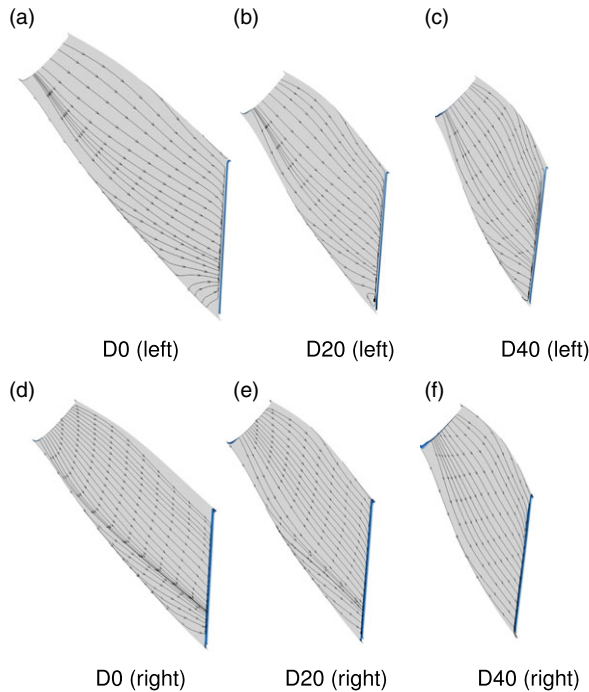 (a) (b) (c)
D0 (left) D20 (left) D40 (left)
(d) (e) (f)
D0 (right) D20 (right) D40 (right)